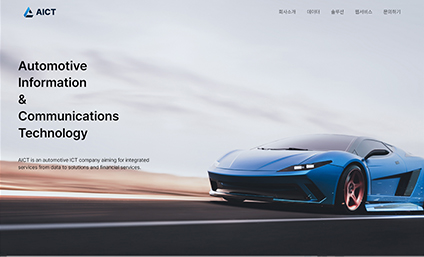 AICT
회사소개 데이터 솔루션 웹서비스 문의하기
Automotive
Information
&
Communications
Technology
AICT is an automotive ICT company aiming for integrated
services from data to solutions and financial services.